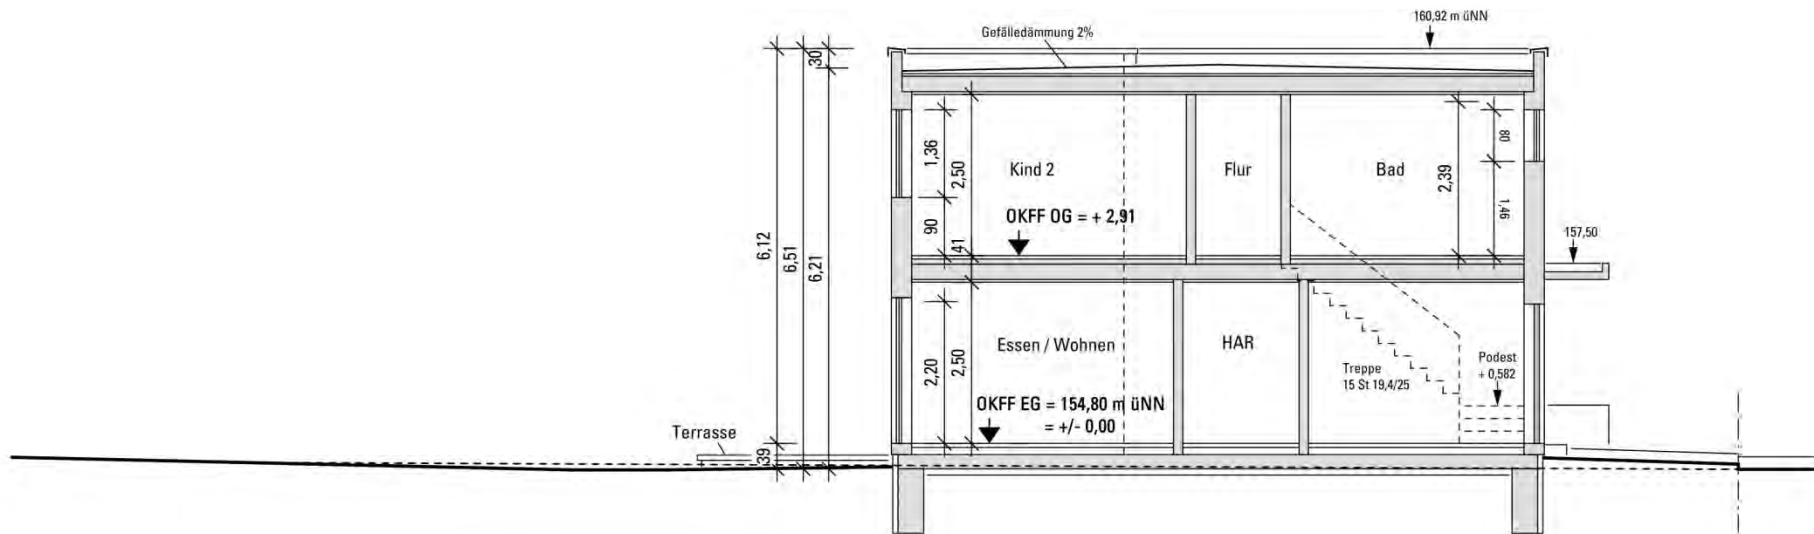 160,92 m üNN
Gefälledämmung 2%
30
6,12
6,51
6,21
39
1,36
2,50
90
41
Kind 2
Flur
Bad
2,39
80
1,46
OKFF OG = + 2,91
157,50
2,20
2,50
Essen / Wohnen
HAR
Treppe
15 St 19,4/25
Podest
+ 0,582
OKFF EG = 154,80 m üNN
= +/- 0,00
Terrasse